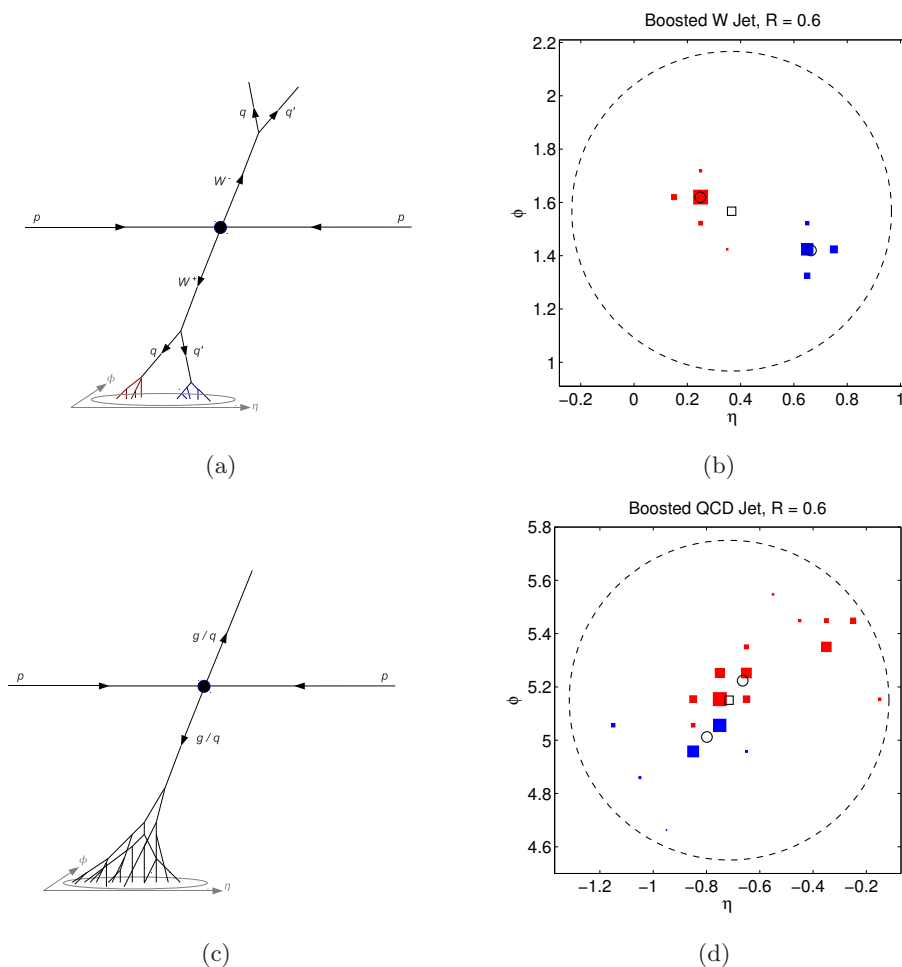 q
q'
W⁻
p
p
W⁺
q
q'
ϕ
η
(a)
Boosted W Jet, R = 0.6
2.2
2
1.8
1.6
1.4
1.2
1
ϕ
−0.2
0
0.2
0.4
0.6
0.8
1
η
(b)
g / q
p
p
g / q
ϕ
η
(c)
Boosted QCD Jet, R = 0.6
5.8
5.6
5.4
5.2
5
4.8
4.6
ϕ
−1.2
−1
−0.8
−0.6
−0.4
−0.2
η
(d)